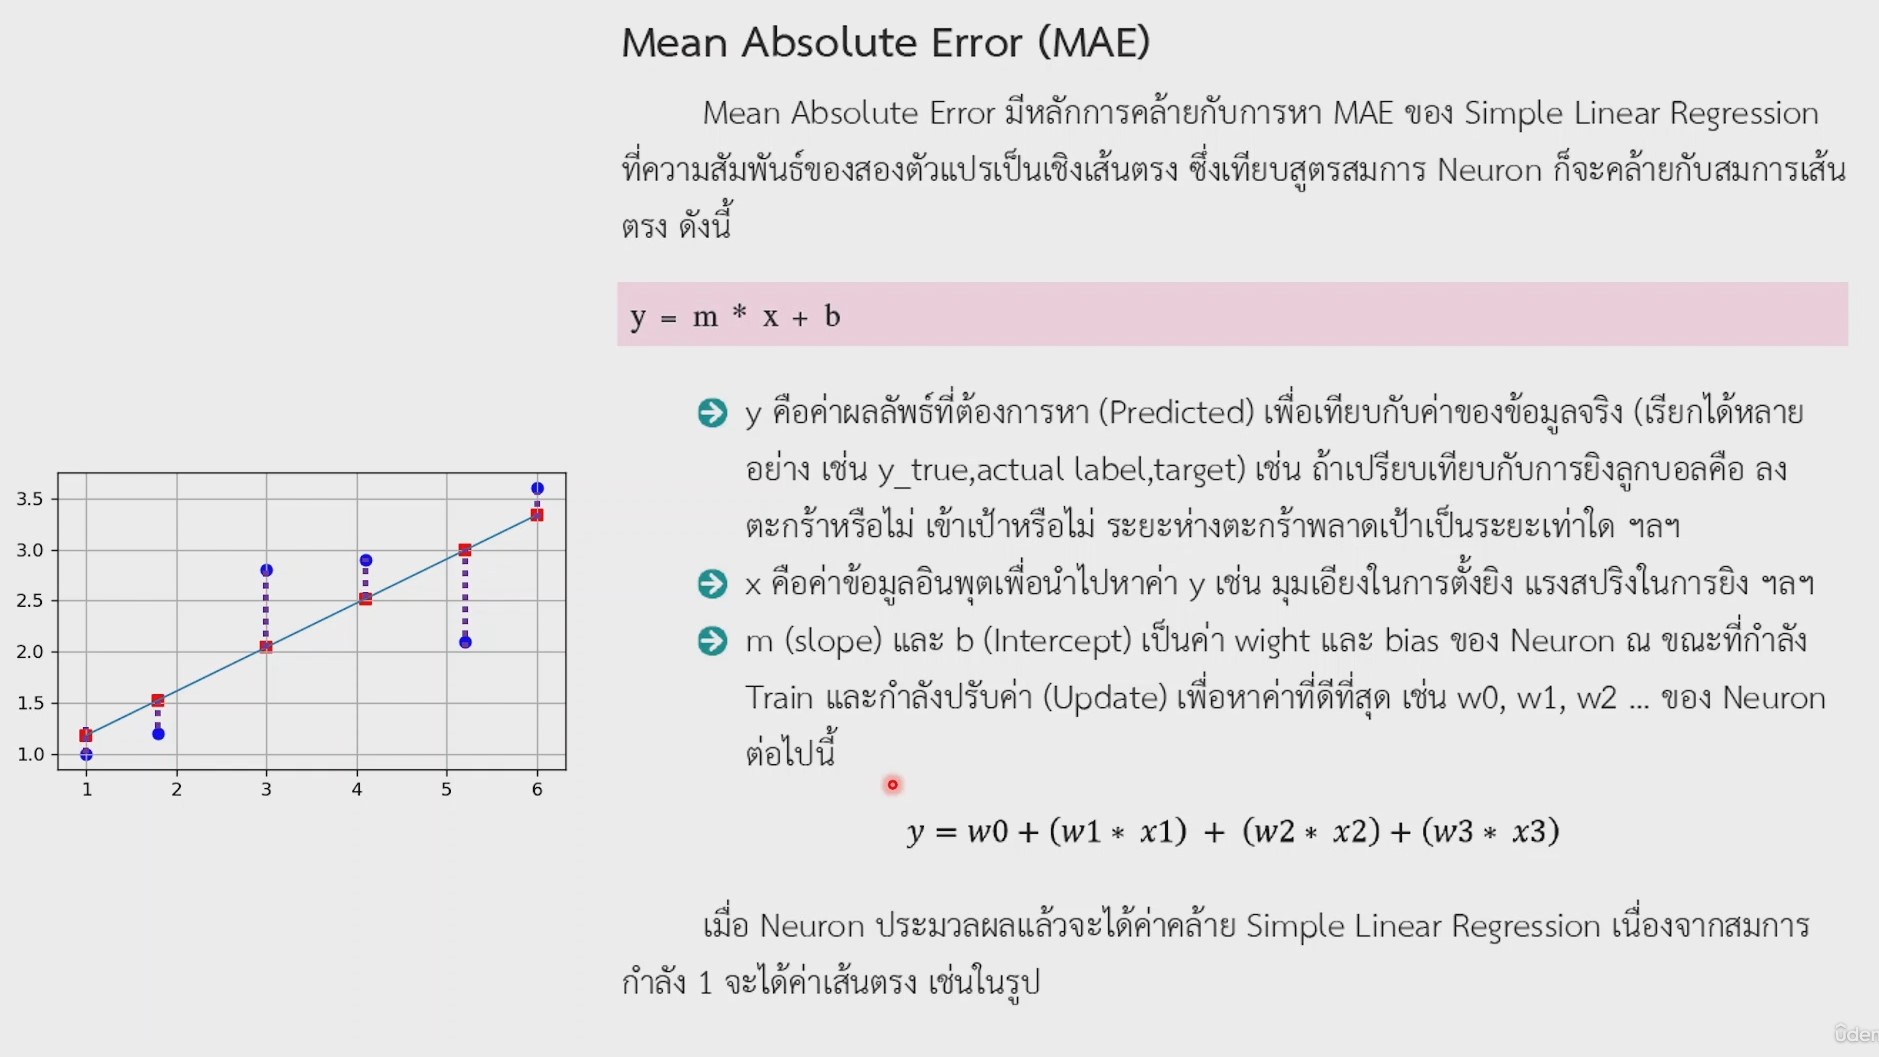 Mean Absolute Error (MAE)
Mean Absolute Error มีหลักการคล้ายกับการหา MAE ของ Simple Linear Regression
ที่ความสัมพันธ์ของสองตัวแปรเป็นเชิงเส้นตรง ซึ่งเทียบสูตรสมการ Neuron ก็จะคล้ายกับสมการเส้น
ตรง ดังนี้
y = m * x + b
y คือค่าผลลัพธ์ที่ต้องการหา (Predicted) เพื่อเทียบกับค่าของข้อมูลจริง (เรียกได้หลาย
อย่าง เช่น y_true,actual label,target) เช่น ถ้าเปรียบเทียบกับการยิงลูกบอลคือ ลง
ตะกร้าหรือไม่ เข้าเป้าหรือไม่ ระยะห่างตะกร้าพลาดเป้าเป็นระยะเท่าใด ฯลฯ
x คือค่าข้อมูลอินพุตเพื่อนำไปหาค่า y เช่น มุมเอียงในการตั้งยิง แรงสปริงในการยิง ฯลฯ
m (slope) และ b (Intercept) เป็นค่า wight และ bias ของ Neuron ณ ขณะที่กำลัง
Train และกำลังปรับค่า (Update) เพื่อหาค่าที่ดีที่สุด เช่น w0, w1, w2 ... ของ Neuron
ต่อไปนี้
y = w0 + (w1 * x1) + (w2 * x2) + (w3 * x3)
เมื่อ Neuron ประมวลผลแล้วจะได้ค่าคล้าย Simple Linear Regression เนื่องจากสมการ
กำลัง 1 จะได้ค่าเส้นตรง เช่นในรูป
3.5
3.0
2.5
2.0
1.5
1.0
1 2 3 4 5 6